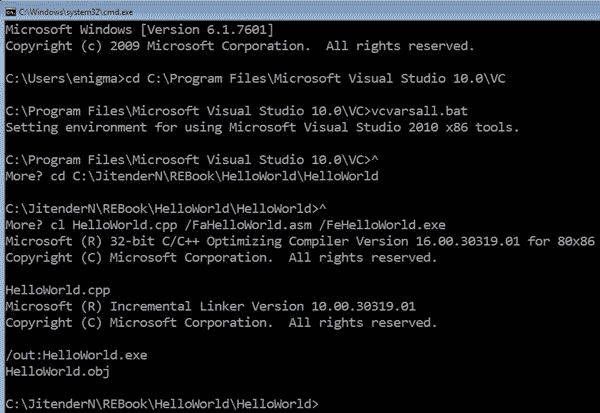 C:\Windows\system32\cmd.exe
Microsoft Windows [Version 6.1.7601]
Copyright (c) 2009 Microsoft Corporation.  All rights reserved.
C:\Users\enigma>cd C:\Program Files\Microsoft Visual Studio 10.0\VC
C:\Program Files\Microsoft Visual Studio 10.0\VC>vcvarsall.bat
Setting environment for using Microsoft Visual Studio 2010 x86 tools.
C:\Program Files\Microsoft Visual Studio 10.0\VC>^
More? cd C:\JitenderN\REBook\HelloWorld\HelloWorld
C:\JitenderN\REBook\HelloWorld\HelloWorld>^
More? cl HelloWorld.cpp /FaHelloWorld.asm /FeHelloWorld.exe
Microsoft (R) 32-bit C/C++ Optimizing Compiler Version 16.00.30319.01 for 80x86
Copyright (C) Microsoft Corporation.  All rights reserved.
HelloWorld.cpp
Microsoft (R) Incremental Linker Version 10.00.30319.01
Copyright (C) Microsoft Corporation.  All rights reserved.
/out:HelloWorld.exe
HelloWorld.obj
C:\JitenderN\REBook\HelloWorld\HelloWorld>